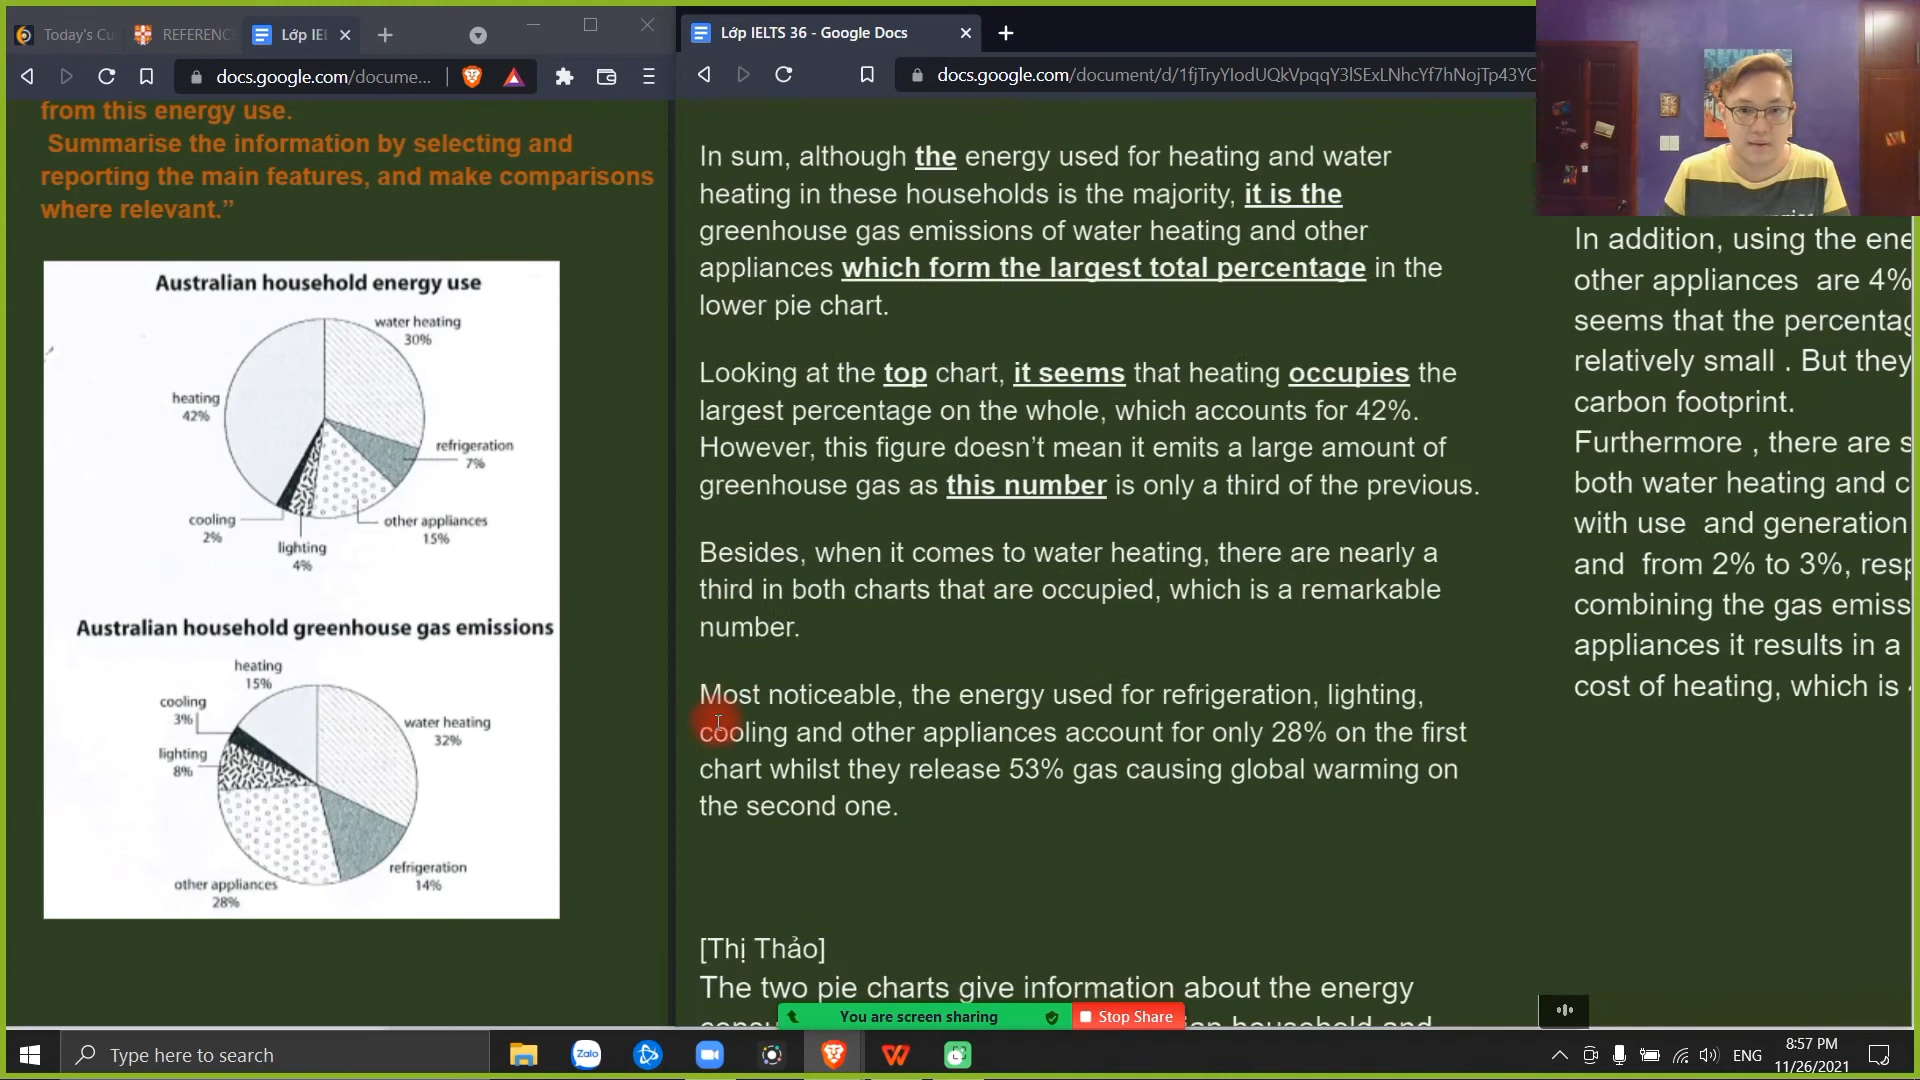 Today's Cu
REFERENC
Lớp IEL
docs.google.com/docume...
Lớp IELTS 36 - Google Docs
docs.google.com/document/d/1fjTryYIodUQkVpqqY3lSExLNhcYf7hNojTp43YC
from this energy use.
Summarise the information by selecting and
reporting the main features, and make comparisons
where relevant.”
Australian household energy use
water heating
30%
heating
42%
refrigeration
7%
cooling
2%
other appliances
15%
lighting
4%
Australian household greenhouse gas emissions
heating
15%
cooling
3%
water heating
32%
lighting
8%
refrigeration
14%
other appliances
28%
In sum, although the energy used for heating and water
heating in these households is the majority, it is the
greenhouse gas emissions of water heating and other
appliances which form the largest total percentage in the
lower pie chart.
Looking at the top chart, it seems that heating occupies the
largest percentage on the whole, which accounts for 42%.
However, this figure doesn’t mean it emits a large amount of
greenhouse gas as this number is only a third of the previous.
Besides, when it comes to water heating, there are nearly a
third in both charts that are occupied, which is a remarkable
number.
Most noticeable, the energy used for refrigeration, lighting,
cooling and other appliances account for only 28% on the first
chart whilst they release 53% gas causing global warming on
the second one.
[Thị Thảo]
The two pie charts give information about the energy
In addition, using the ene
other appliances are 4%
seems that the percentag
relatively small . But they
carbon footprint.
Furthermore , there are s
both water heating and c
with use and generation
and from 2% to 3%, resp
combining the gas emiss
appliances it results in a
cost of heating, which is
You are screen sharing
Stop Share
Type here to search
Zalo
ENG
8:57 PM
11/26/2021